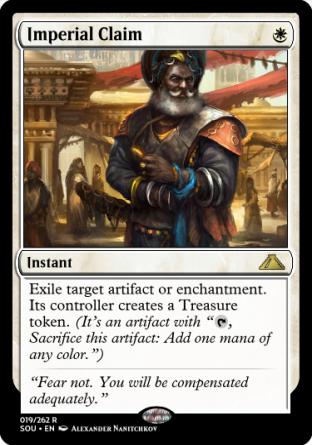 Imperial Claim
Instant
Exile target artifact or enchantment.
Its controller creates a Treasure
token. (It's an artifact with “,
Sacrifice this artifact: Add one mana of
any color.”)
“Fear not. You will be compensated
adequately.”
019/262 R
SOU • EN Alexander Nanitchkov